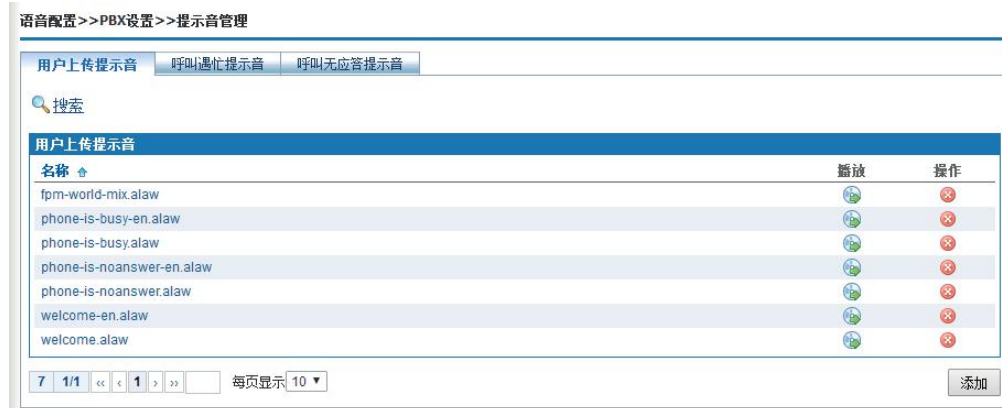 语音配置>>PBX设置>>提示音管理
用户上传提示音 呼叫遇忙提示音 呼叫无应答提示音
搜索
用户上传提示音
名称 播放 操作
fpm-world-mix.alaw
phone-is-busy-en.alaw
phone-is-busy.alaw
phone-is-noanswer-en.alaw
phone-is-noanswer.alaw
welcome-en.alaw
welcome.alaw
7 1/1 « ‹ 1 › » 每页显示 10 ▼ 添加